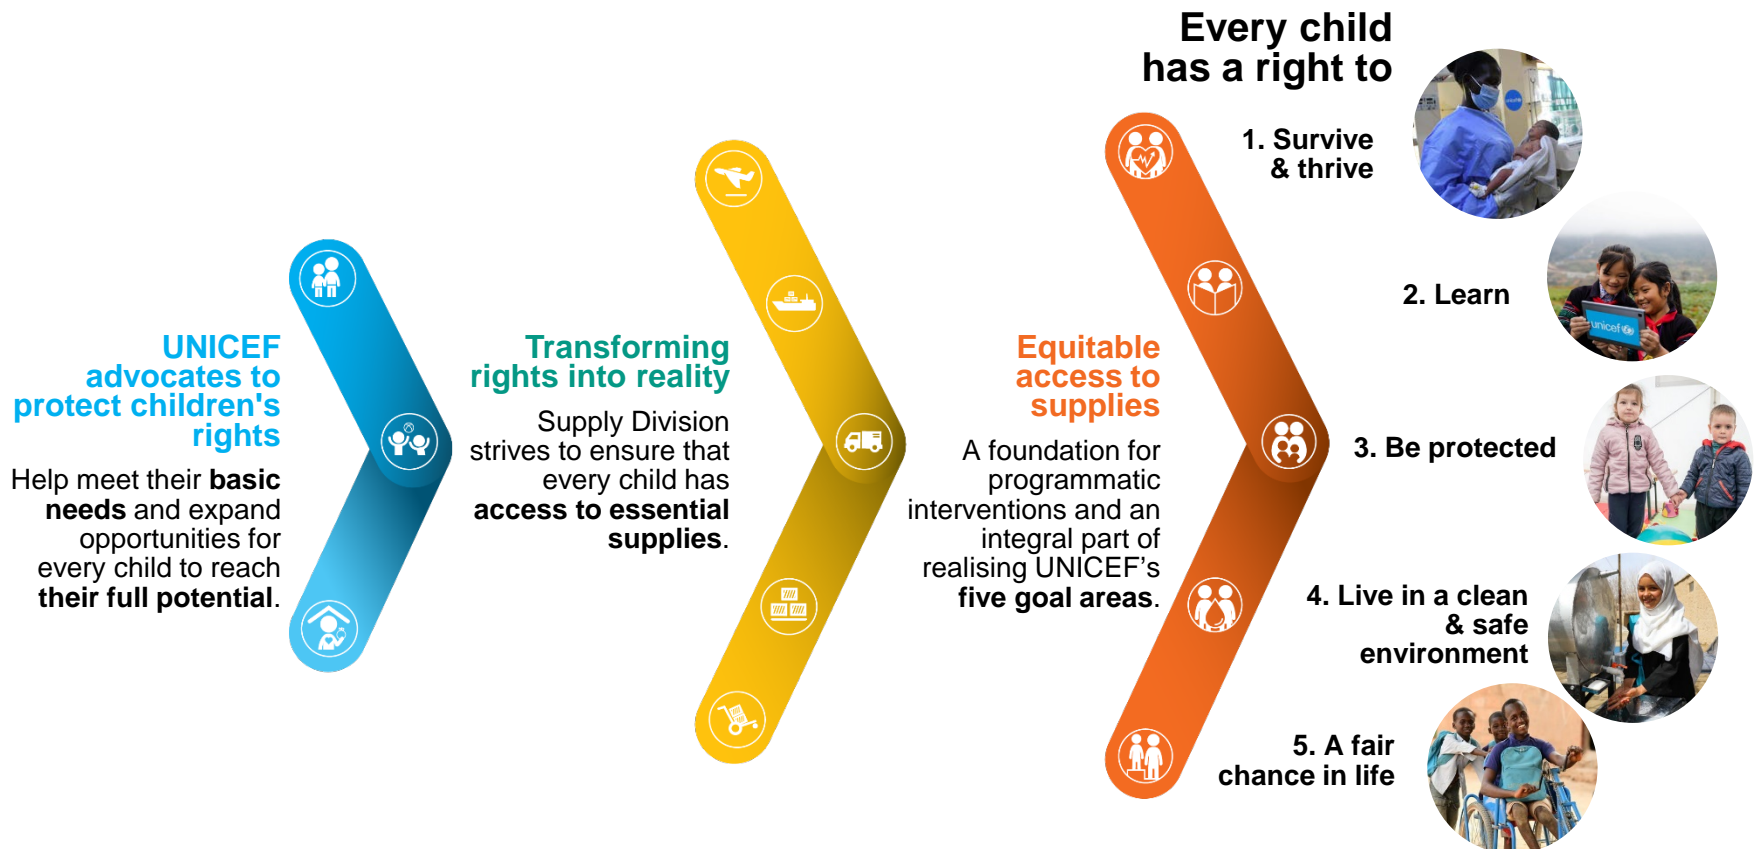 UNICEF
advocates to
protect children's
rights
Help meet their basic
needs and expand
opportunities for
every child to reach
their full potential.
Transforming
rights into reality
Supply Division
strives to ensure that
every child has
access to essential
supplies.
Equitable
access to
supplies
A foundation for
programmatic
interventions and an
integral part of
realising UNICEF’s
five goal areas.
Every child
has a right to
1. Survive
& thrive
2. Learn
unicef
3. Be protected
4. Live in a clean
& safe
environment
5. A fair
chance in life